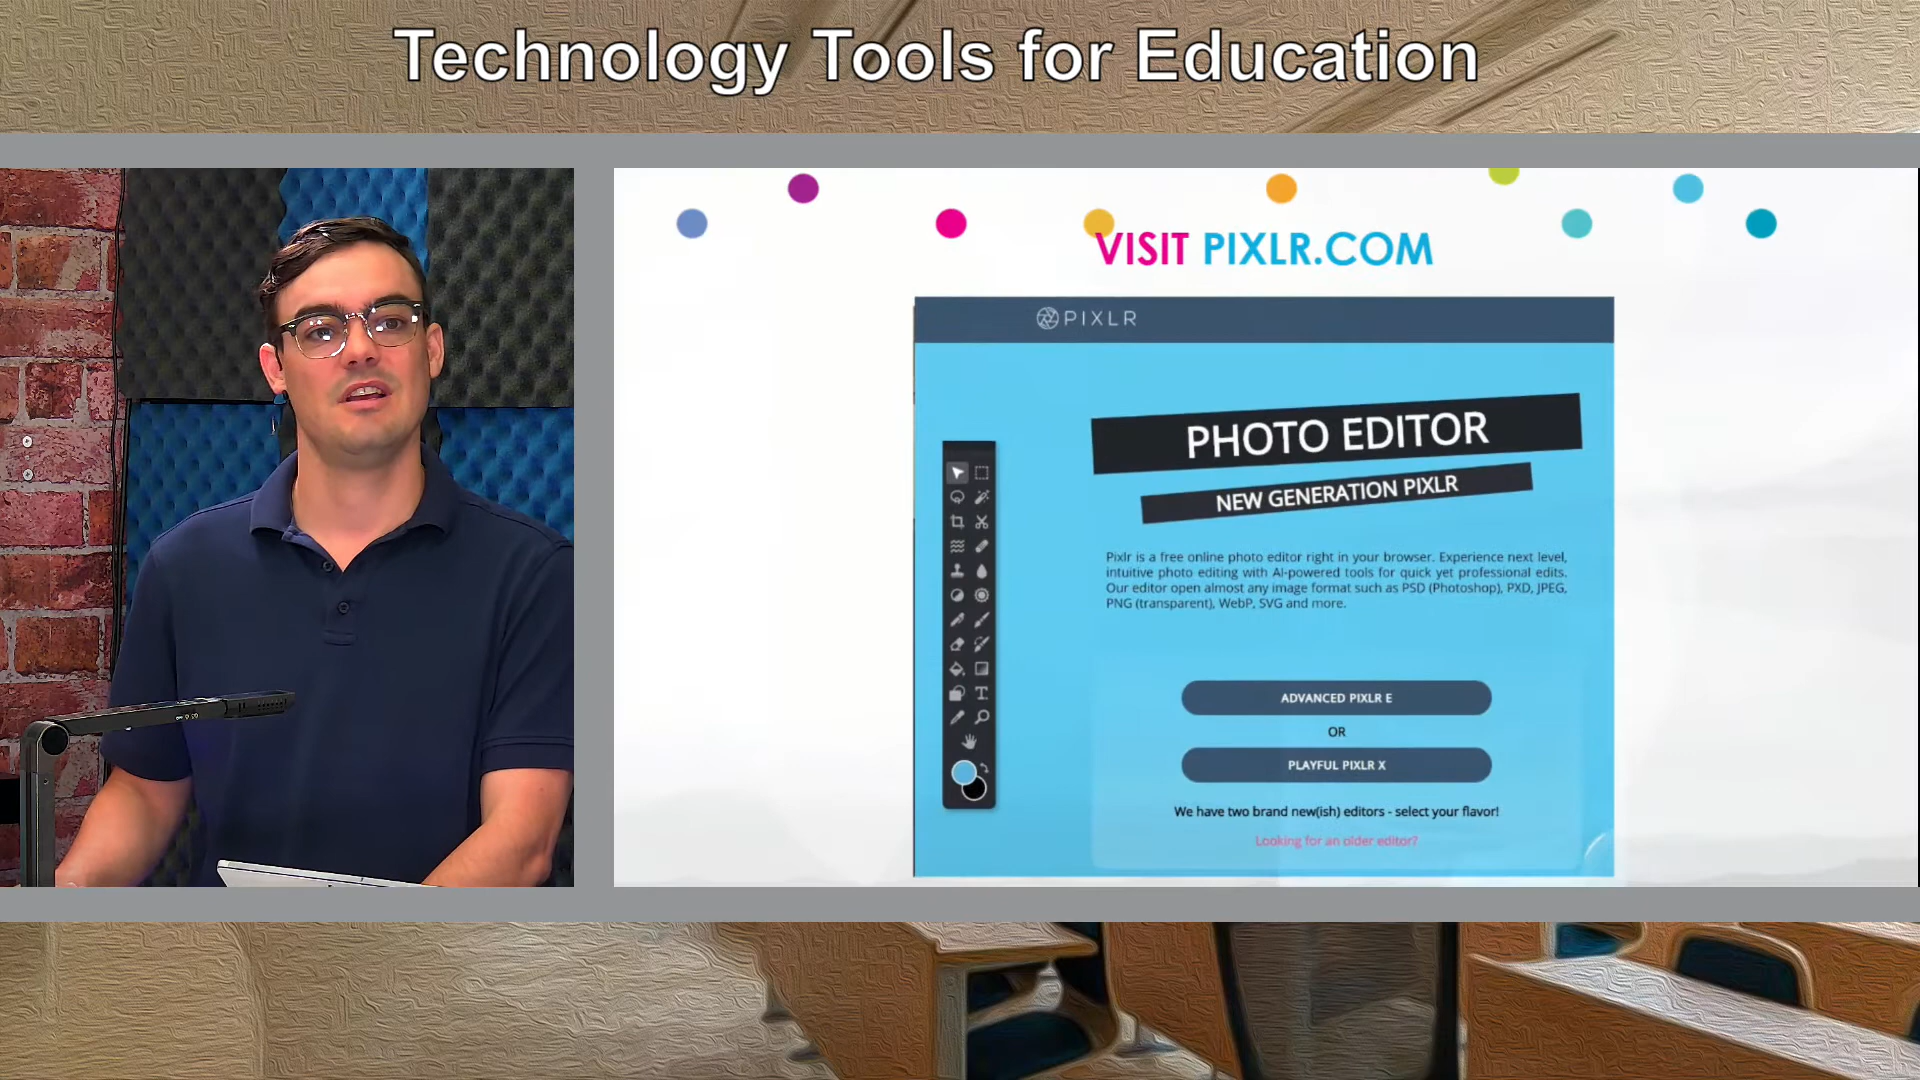 Technology Tools for Education
VISIT PIXLR.COM
PIXLR
PHOTO EDITOR
NEW GENERATION PIXLR
Pixlr is a free online photo editor right in your browser. Experience next level,
intuitive photo editing with AI-powered tools for quick yet professional edits.
Our editor open almost any image format such as PSD (Photoshop), PXD, JPEG,
PNG (transparent), WebP, SVG and more.
ADVANCED PIXLR E
OR
PLAYFUL PIXLR X
We have two brand new(ish) editors - select your flavor!
Looking for an older editor?